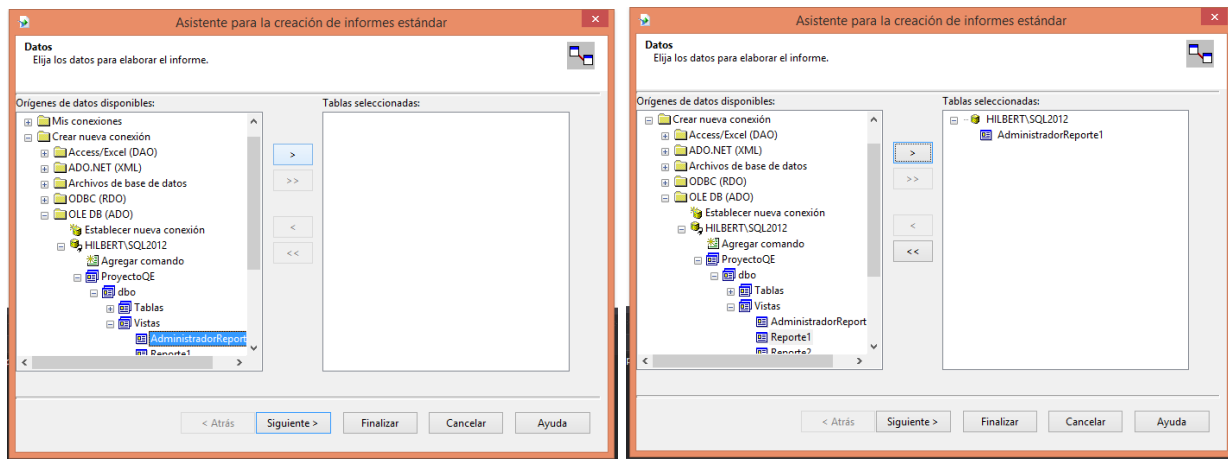 Asistente para la creación de informes estándar
Datos
Elija los datos para elaborar el informe.
Orígenes de datos disponibles:
Tablas seleccionadas:
Mis conexiones
Crear nueva conexión
Access/Excel (DAO)
ADO.NET (XML)
Archivos de base de datos
ODBC (RDO)
OLE DB (ADO)
Establecer nueva conexión
HILBERT\SQL2012
Agregar comando
ProyectoQE
dbo
Tablas
Vistas
AdministradorReport
Reporte1
>
>>
<
<<
< Atrás
Siguiente >
Finalizar
Cancelar
Ayuda
Asistente para la creación de informes estándar
Datos
Elija los datos para elaborar el informe.
Orígenes de datos disponibles:
Tablas seleccionadas:
Crear nueva conexión
Access/Excel (DAO)
ADO.NET (XML)
Archivos de base de datos
ODBC (RDO)
OLE DB (ADO)
Establecer nueva conexión
HILBERT\SQL2012
Agregar comando
ProyectoQE
dbo
Tablas
Vistas
AdministradorReport
Reporte1
Reporte2
>
>>
<
<<
HILBERT\SQL2012
AdministradorReporte1
< Atrás
Siguiente >
Finalizar
Cancelar
Ayuda